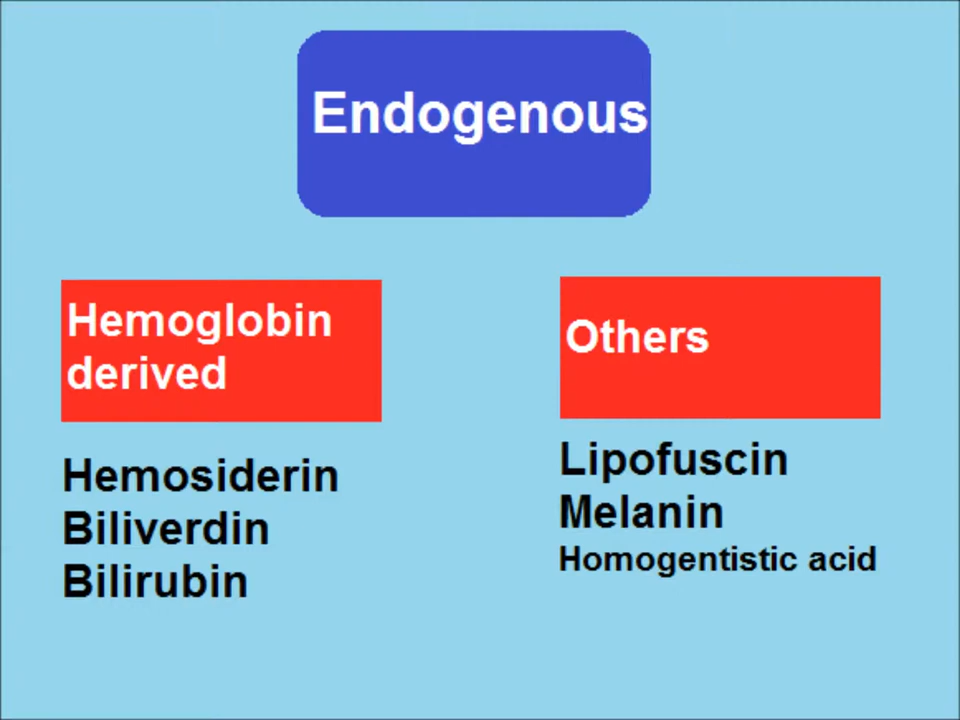 Endogenous
Hemoglobin
derived
Hemosiderin
Biliverdin
Bilirubin
Others
Lipofuscin
Melanin
Homogentistic acid